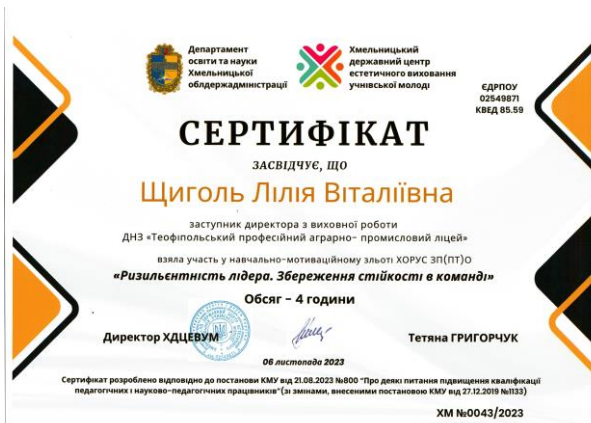 Департамент
освіти та науки
Хмельницької
облдержадміністрації
Хмельницький
державний центр
естетичного виховання
учнівської молоді
ЄДРПОУ
02549871
КВЕД 85.59
СЕРТИФІКАТ
ЗАСВІДЧУЄ, ЩО
Щиголь Лілія Віталіївна
заступник директора з виховної роботи
ДНЗ «Теофіпольський професійний аграрно- промисловий ліцей»
взяла участь у навчально-мотиваційному зльоті ХОРУС ЗП(ПТ)О
«Ризильєнтність лідера. Збереження стійкості в команді»
Обсяг - 4 години
Директор ХДЦЕВУМ
Тетяна ГРИГОРЧУК
06 листопада 2023
Сертифікат розроблено відповідно до постанови КМУ від 21.08.2023 №800 "Про деякі питання підвищення кваліфікації
педагогічних і науково-педагогічних працівників"(зі змінами, внесеними постановою КМУ від 27.12.2019 №1133)
ХМ №0043/2023